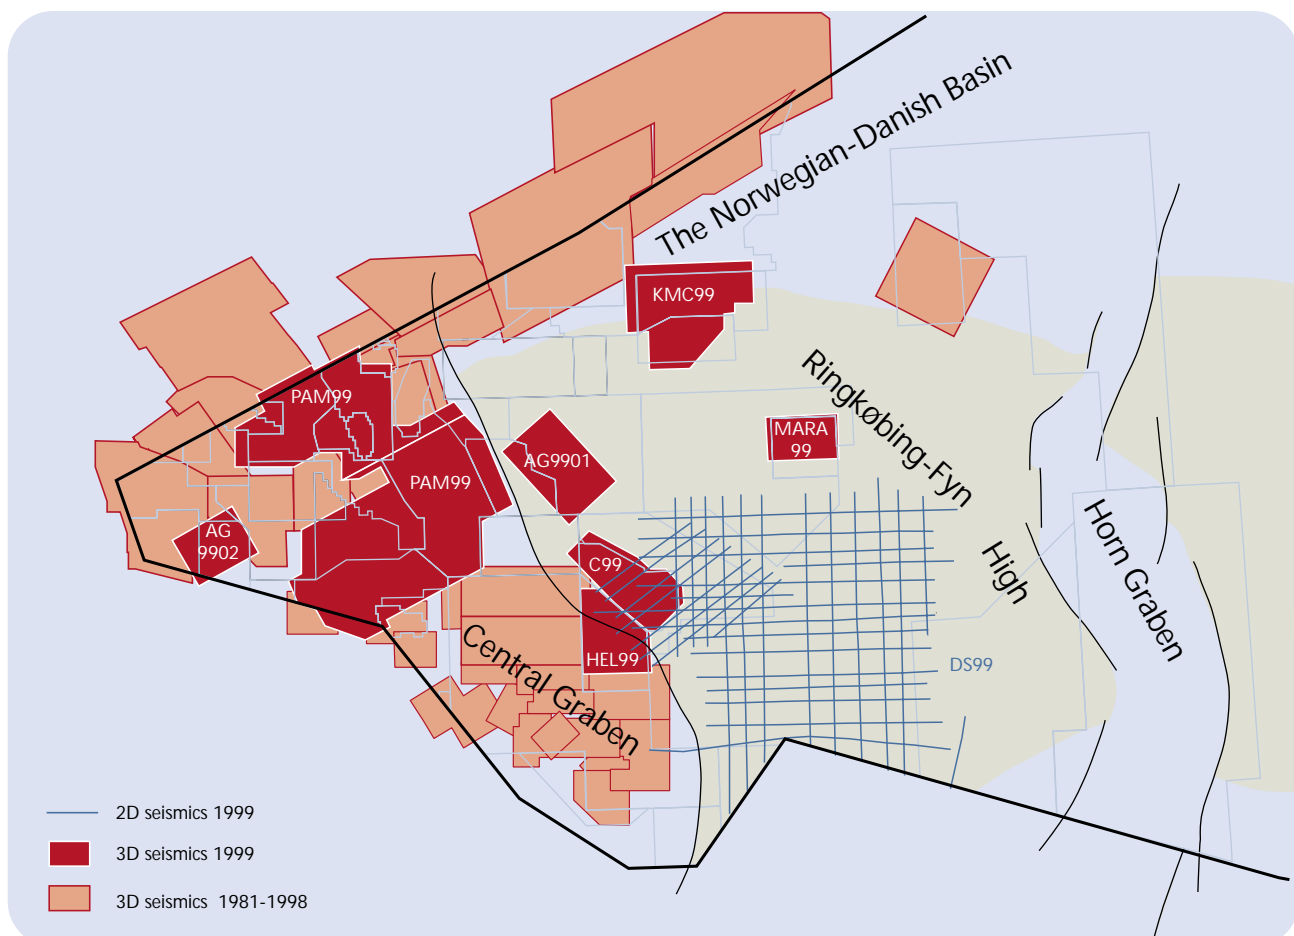 The Norwegian-Danish Basin
KMC99
Ringkøbing-Fyn
High
PAM99
MARA
99
AG9901
PAM99
AG
9902
C99
Horn Graben
HEL99
Central Graben
DS99
2D seismics 1999
3D seismics 1999
3D seismics 1981-1998